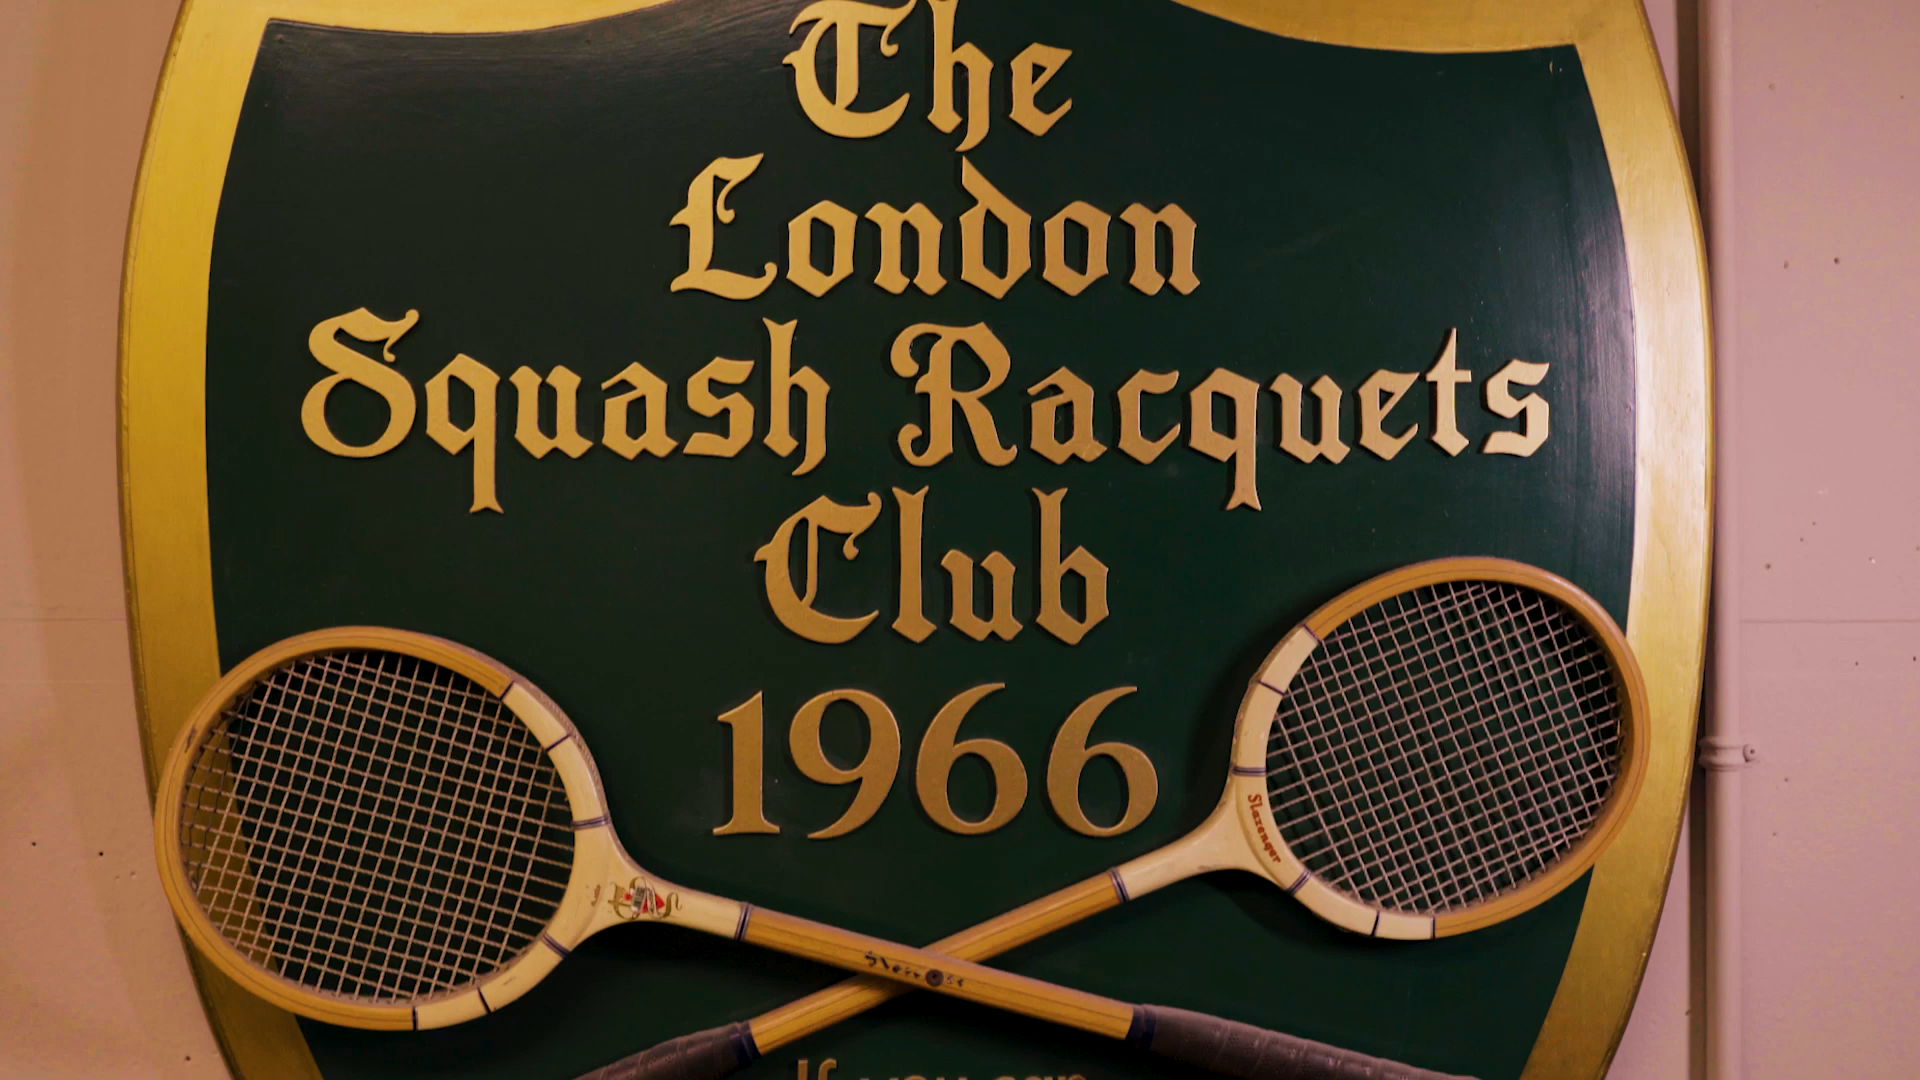 The
London
Squash Racquets
Club
1966
Slazenger